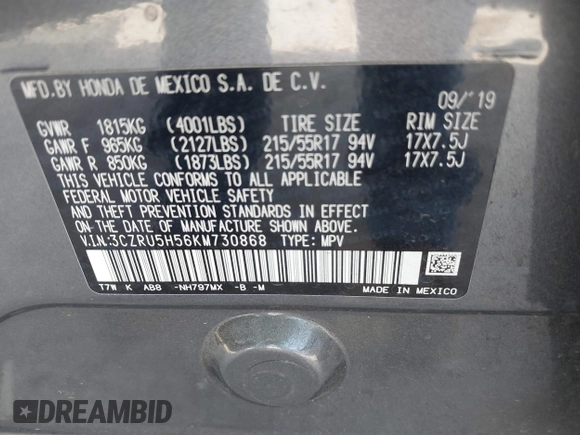 MFD. BY HONDA DE MEXICO S.A. DE C.V.
09/'19
GVWR 1815KG (4001LBS) TIRE SIZE RIM SIZE
GAWR F 965KG (2127LBS) 215/55R17 94V 17X7.5J
GAWR R 850KG (1873LBS) 215/55R17 94V 17X7.5J
THIS VEHICLE CONFORMS TO ALL APPLICABLE
FEDERAL MOTOR VEHICLE SAFETY
AND THEFT PREVENTION STANDARDS IN EFFECT
ON THE DATE OF MANUFACTURE SHOWN ABOVE.
V.I.N.:3CZRU5H56KM730868 TYPE: MPV
T7W K ABB -NH797MX -B -M MADE IN MEXICO
DREAMBID